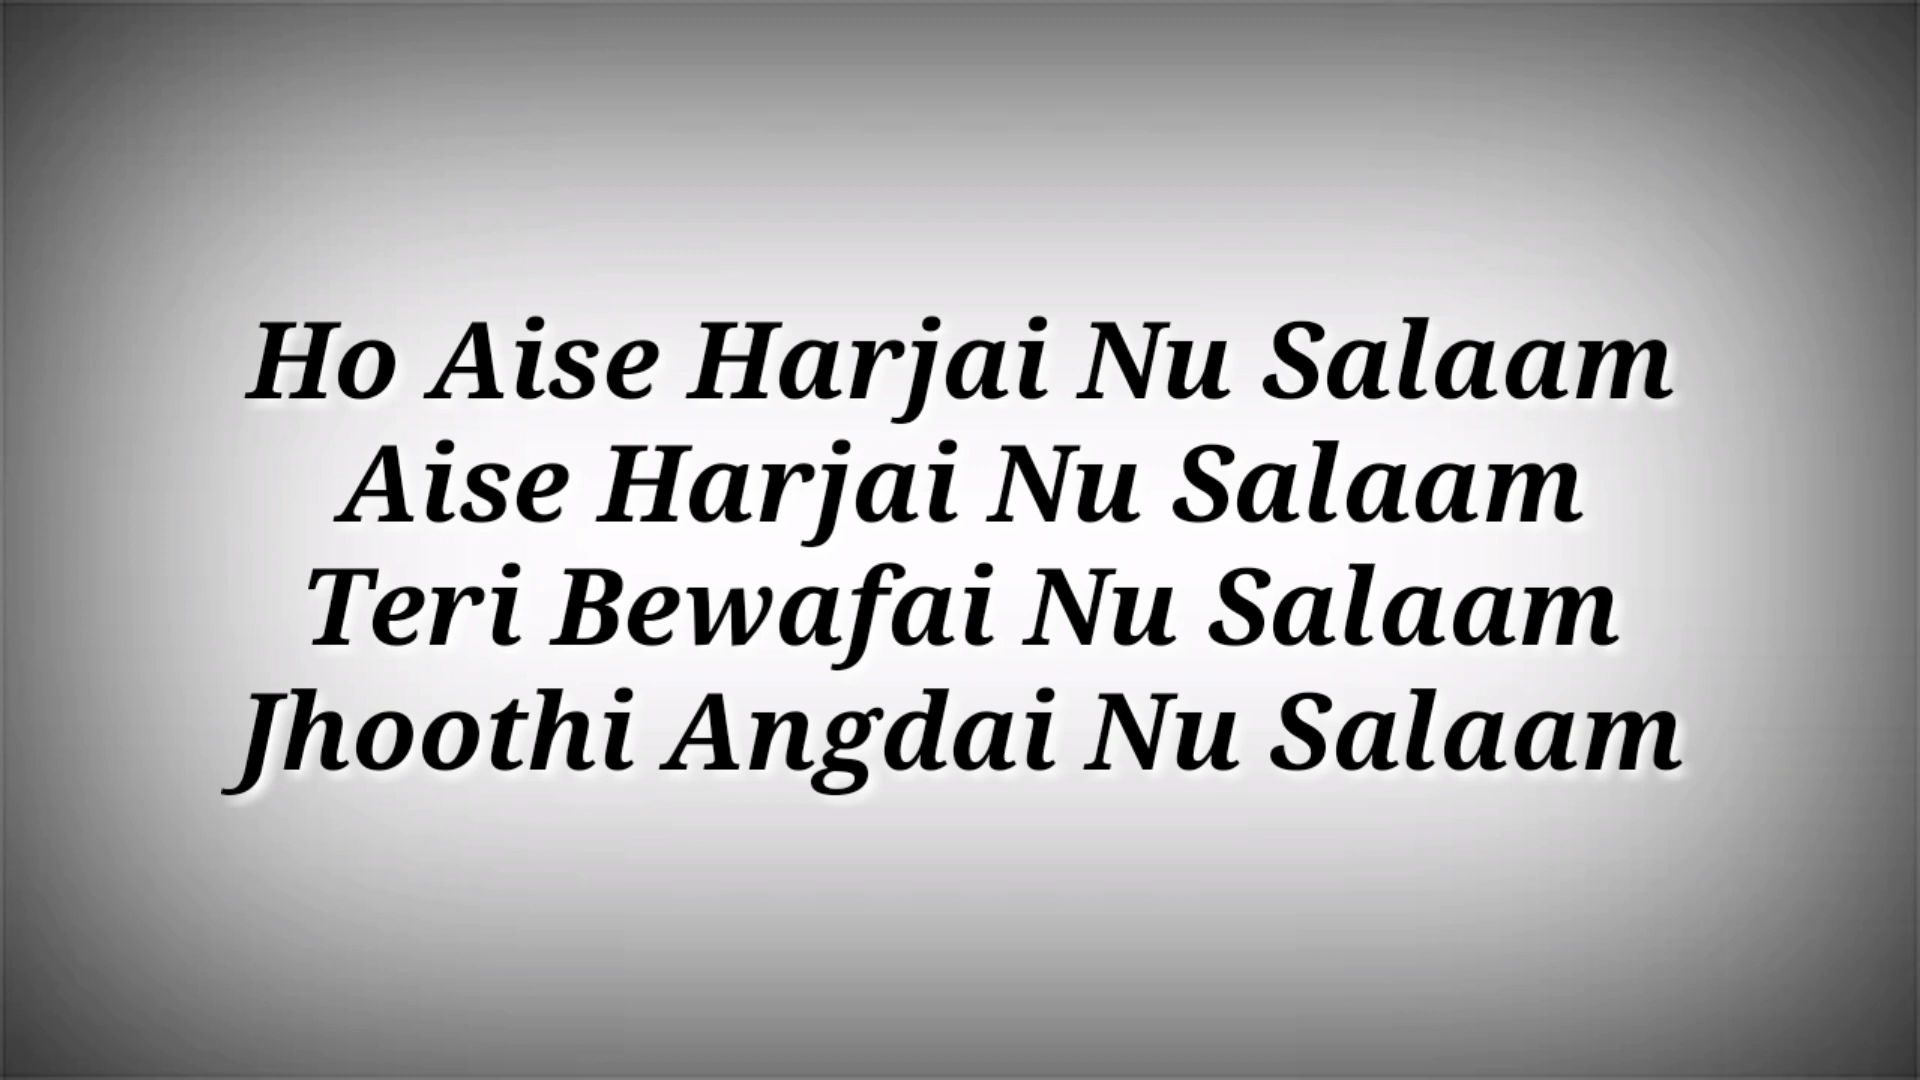 Ho Aise Harjai Nu Salaam
Aise Harjai Nu Salaam
Teri Bewafai Nu Salaam
Jhoothi Angdai Nu Salaam